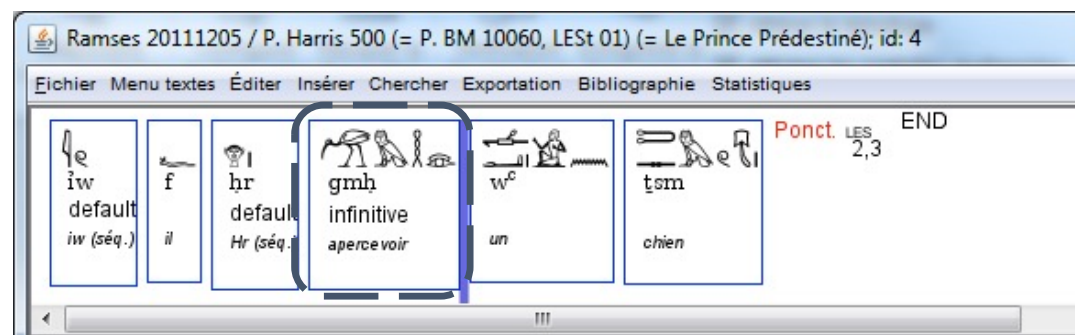 Ramses 20111205 / P. Harris 500 (= P. BM 10060, LESt 01) (= Le Prince Prédestiné); id: 4
Fichier Menu textes Éditer Insérer Chercher Exportation Bibliographie Statistiques
Ponct. LES END
2,3
ỉw f ḥr gmḥ wꜥ ṯsm
default defaul infinitive
iw (séq.) il Hr (séq. apercevoir un chien